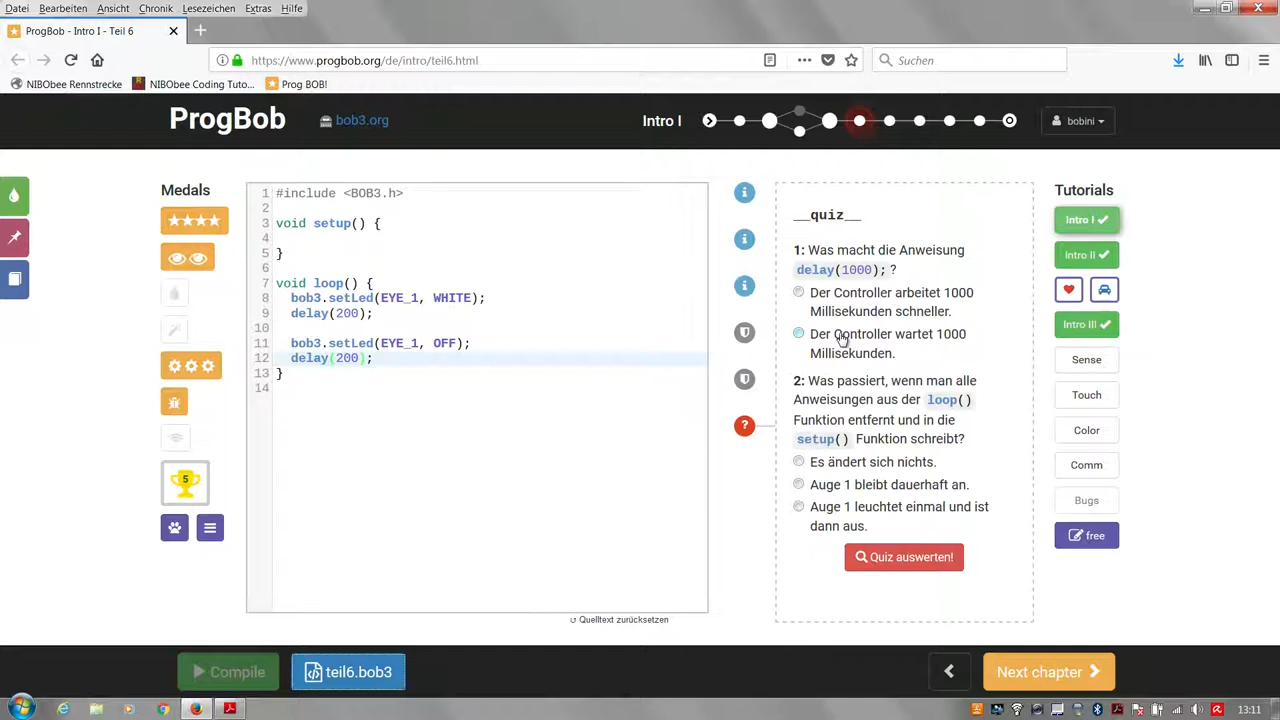 Datei Bearbeiten Ansicht Chronik Lesezeichen Extras Hilfe
ProgBob - Intro I - Teil 6
https://www.progbob.org/de/intro/teil6.html
Suchen
NIBObee Rennstrecke NIBObee Coding Tuto... Prog BOB!
ProgBob bob3.org Intro I bobini
Medals
5
1 #include <BOB3.h>
2
3 void setup() {
4
5 }
6
7 void loop() {
8 bob3.setLed(EYE_1, WHITE);
9 delay(200);
10
11 bob3.setLed(EYE_1, OFF);
12 delay(200);
13 }
14
Quelltext zurücksetzen
__quiz__
1: Was macht die Anweisung
delay(1000); ?
Der Controller arbeitet 1000
Millisekunden schneller.
Der Controller wartet 1000
Millisekunden.
2: Was passiert, wenn man alle
Anweisungen aus der loop()
Funktion entfernt und in die
setup() Funktion schreibt?
Es ändert sich nichts.
Auge 1 bleibt dauerhaft an.
Auge 1 leuchtet einmal und ist
dann aus.
Quiz auswerten!
Tutorials
Intro I
Intro II
Intro III
Sense
Touch
Color
Comm
Bugs
free
Compile teil6.bob3 Next chapter
13:11